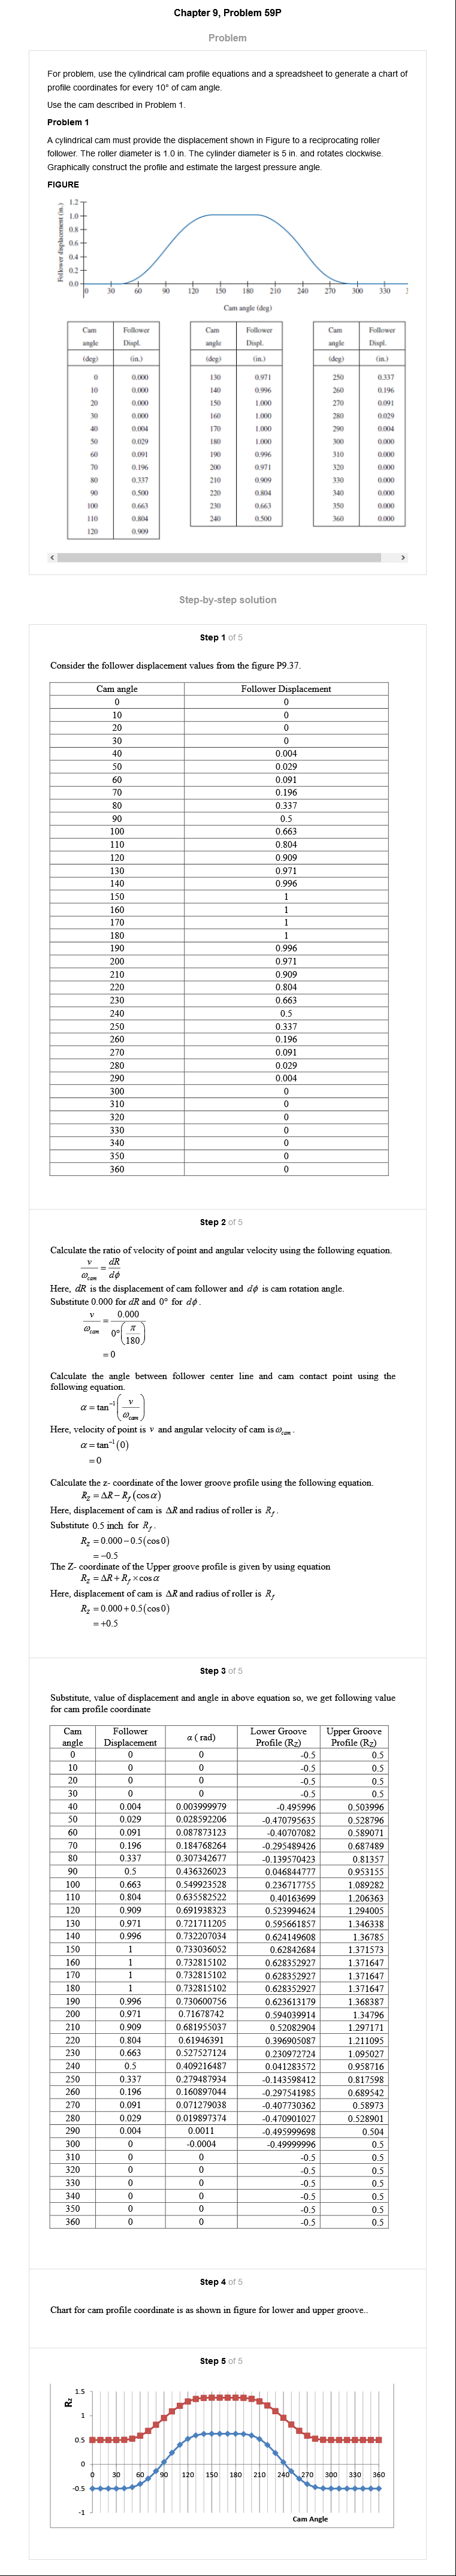 Chapter 9, Problem 59P
Problem
For problem, use the cylindrical cam profile equations and a spreadsheet to generate a chart of
profile coordinates for every 10° of cam angle.
Use the cam described in Problem 1.
Problem 1
A cylindrical cam must provide the displacement shown in Figure to a reciprocating roller
follower. The roller diameter is 1.0 in. The cylinder diameter is 5 in. and rotates clockwise.
Graphically construct the profile and estimate the largest pressure angle.
FIGURE
Follower displacement (in.)
1.2
1.0
0.8
0.6
0.4
0.2
0.0
0 30 60 90 120 150 180 210 240 270 300 330 3
Cam angle (deg)
Cam Follower Cam Follower Cam Follower
angle Displ. angle Displ. angle Displ.
(deg) (in.) (deg) (in.) (deg) (in.)
0 0.000 130 0.971 250 0.337
10 0.000 140 0.996 260 0.196
20 0.000 150 1.000 270 0.091
30 0.000 160 1.000 280 0.029
40 0.004 170 1.000 290 0.004
50 0.029 180 1.000 300 0.000
60 0.091 190 0.996 310 0.000
70 0.196 200 0.971 320 0.000
80 0.337 210 0.909 330 0.000
90 0.500 220 0.804 340 0.000
100 0.663 230 0.663 350 0.000
110 0.804 240 0.500 360 0.000
120 0.909
Step-by-step solution
Step 1 of 5
Consider the follower displacement values from the figure P9.37.
Cam angle Follower Displacement
0 0
10 0
20 0
30 0
40 0.004
50 0.029
60 0.091
70 0.196
80 0.337
90 0.5
100 0.663
110 0.804
120 0.909
130 0.971
140 0.996
150 1
160 1
170 1
180 1
190 0.996
200 0.971
210 0.909
220 0.804
230 0.663
240 0.5
250 0.337
260 0.196
270 0.091
280 0.029
290 0.004
300 0
310 0
320 0
330 0
340 0
350 0
360 0
Step 2 of 5
Calculate the ratio of velocity of point and angular velocity using the following equation.
v/ω_cam = dR/dϕ
Here, dR is the displacement of cam follower and dϕ is cam rotation angle.
Substitute 0.000 for dR and 0° for dϕ.
v/ω_cam = 0.000/(0°(π/180))
= 0
Calculate the angle between follower center line and cam contact point using the
following equation.
α = tan⁻¹(v/ω_cam)
Here, velocity of point is v and angular velocity of cam is ω_cam.
α = tan⁻¹(0)
= 0
Calculate the z- coordinate of the lower groove profile using the following equation.
R_z = ΔR − R_f (cos α)
Here, displacement of cam is ΔR and radius of roller is R_f.
Substitute 0.5 inch for R_f.
R_z = 0.000 − 0.5(cos 0)
= −0.5
The Z- coordinate of the Upper groove profile is given by using equation
R_z = ΔR + R_f × cos α
Here, displacement of cam is ΔR and radius of roller is R_f
R_z = 0.000 + 0.5(cos 0)
= +0.5
Step 3 of 5
Substitute, value of displacement and angle in above equation so, we get following value
for cam profile coordinate
Cam Follower α ( rad) Lower Groove Upper Groove
angle Displacement Profile (Rz) Profile (Rz)
0 0 0 -0.5 0.5
10 0 0 -0.5 0.5
20 0 0 -0.5 0.5
30 0 0 -0.5 0.5
40 0.004 0.003999979 -0.495996 0.503996
50 0.029 0.028592206 -0.470795635 0.528796
60 0.091 0.087873123 -0.40707082 0.589071
70 0.196 0.184768264 -0.295489426 0.687489
80 0.337 0.307342677 -0.139570423 0.81357
90 0.5 0.436326023 0.046844777 0.953155
100 0.663 0.549923528 0.236717755 1.089282
110 0.804 0.635582522 0.40163699 1.206363
120 0.909 0.691938323 0.523994624 1.294005
130 0.971 0.721711205 0.595661857 1.346338
140 0.996 0.732207034 0.624149608 1.36785
150 1 0.733036052 0.62842684 1.371573
160 1 0.732815102 0.628352927 1.371647
170 1 0.732815102 0.628352927 1.371647
180 1 0.732815102 0.628352927 1.371647
190 0.996 0.730600756 0.623613179 1.368387
200 0.971 0.71678742 0.594039914 1.34796
210 0.909 0.681955037 0.52082904 1.297171
220 0.804 0.61946391 0.396905087 1.211095
230 0.663 0.527527124 0.230972724 1.095027
240 0.5 0.409216487 0.041283572 0.958716
250 0.337 0.279487934 -0.143598412 0.817598
260 0.196 0.160897044 -0.297541985 0.689542
270 0.091 0.071279038 -0.407730362 0.58973
280 0.029 0.019897374 -0.470901027 0.528901
290 0.004 0.0011 -0.495999698 0.504
300 0 -0.0004 -0.49999996 0.5
310 0 0 -0.5 0.5
320 0 0 -0.5 0.5
330 0 0 -0.5 0.5
340 0 0 -0.5 0.5
350 0 0 -0.5 0.5
360 0 0 -0.5 0.5
Step 4 of 5
Chart for cam profile coordinate is as shown in figure for lower and upper groove..
Step 5 of 5
Rz
1.5
1
0.5
0
0 30 60 90 120 150 180 210 240 270 300 330 360
-0.5
-1
Cam Angle